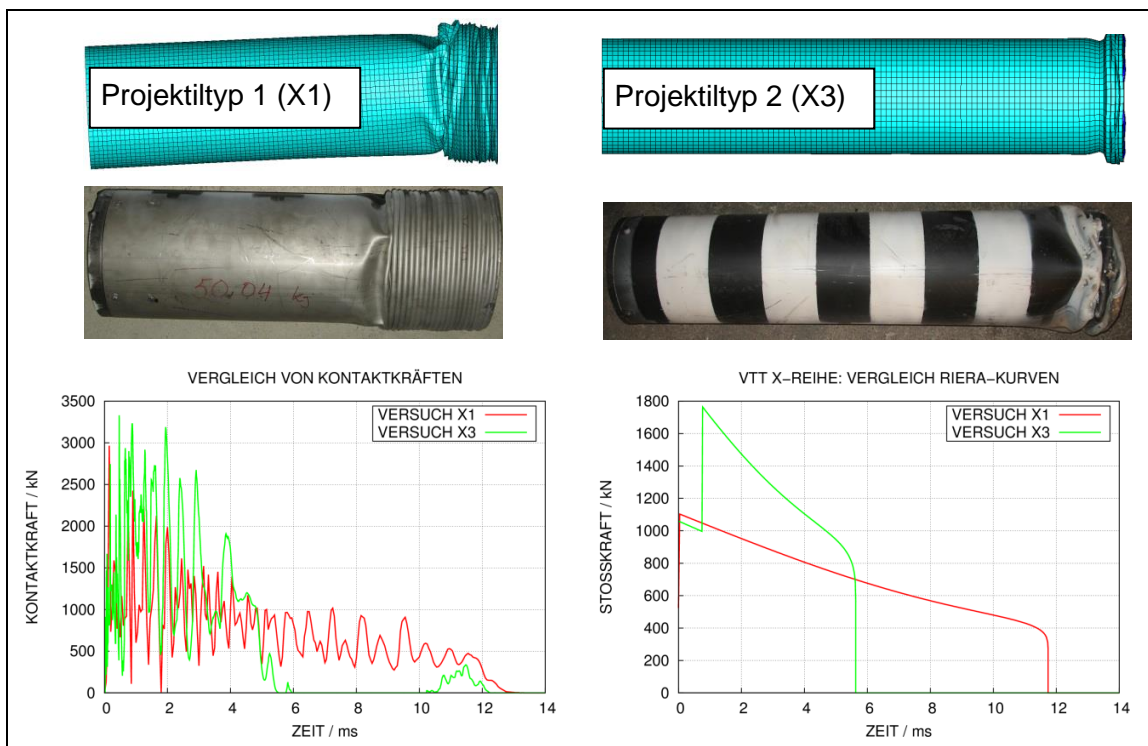 Projektiltyp 1 (X1)
Projektiltyp 2 (X3)
50,04 kg
VERGLEICH VON KONTAKTKRÄFTEN
VERSUCH X1
VERSUCH X3
3500
3000
2500
2000
1500
1000
500
0
KONTAKTKRAFT / kN
0 2 4 6 8 10 12 14
ZEIT / ms
VTT X-REIHE: VERGLEICH RIERA-KURVEN
VERSUCH X1
VERSUCH X3
1800
1600
1400
1200
1000
800
600
400
200
0
STOSSKRAFT / kN
0 2 4 6 8 10 12 14
ZEIT / ms